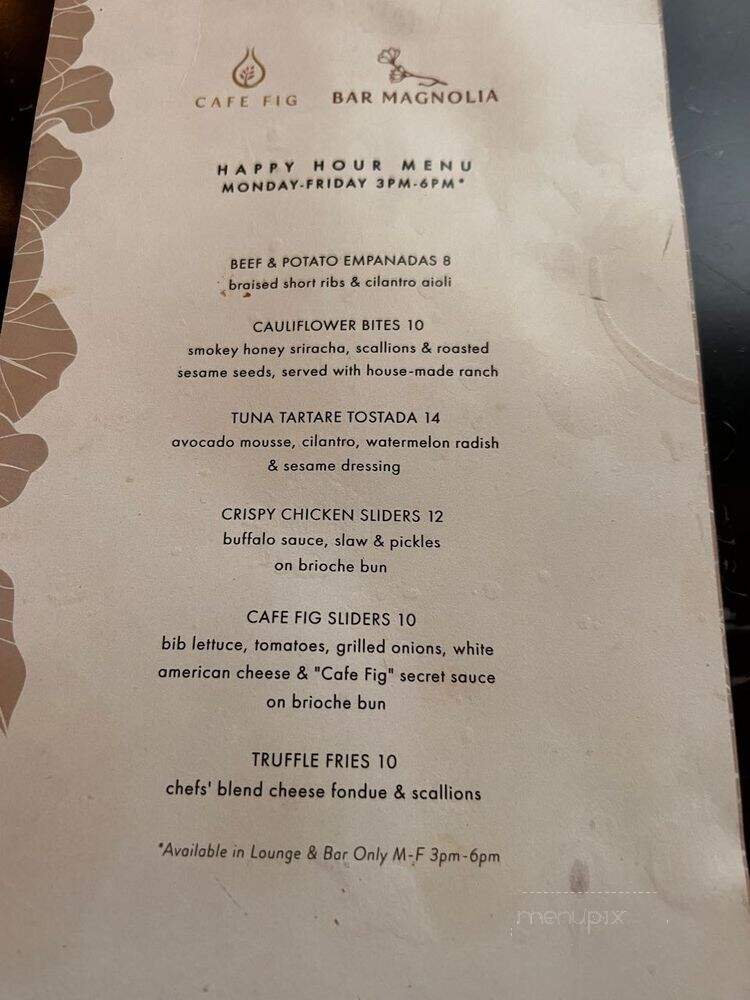 CAFE FIG BAR MAGNOLIA
HAPPY HOUR MENU
MONDAY-FRIDAY 3PM-6PM*
BEEF & POTATO EMPANADAS 8
braised short ribs & cilantro aioli
CAULIFLOWER BITES 10
smokey honey sriracha, scallions & roasted
sesame seeds, served with house-made ranch
TUNA TARTARE TOSTADA 14
avocado mousse, cilantro, watermelon radish
& sesame dressing
CRISPY CHICKEN SLIDERS 12
buffalo sauce, slaw & pickles
on brioche bun
CAFE FIG SLIDERS 10
bib lettuce, tomatoes, grilled onions, white
american cheese & "Cafe Fig" secret sauce
on brioche bun
TRUFFLE FRIES 10
chefs' blend cheese fondue & scallions
*Available in Lounge & Bar Only M-F 3pm-6pm
menupix